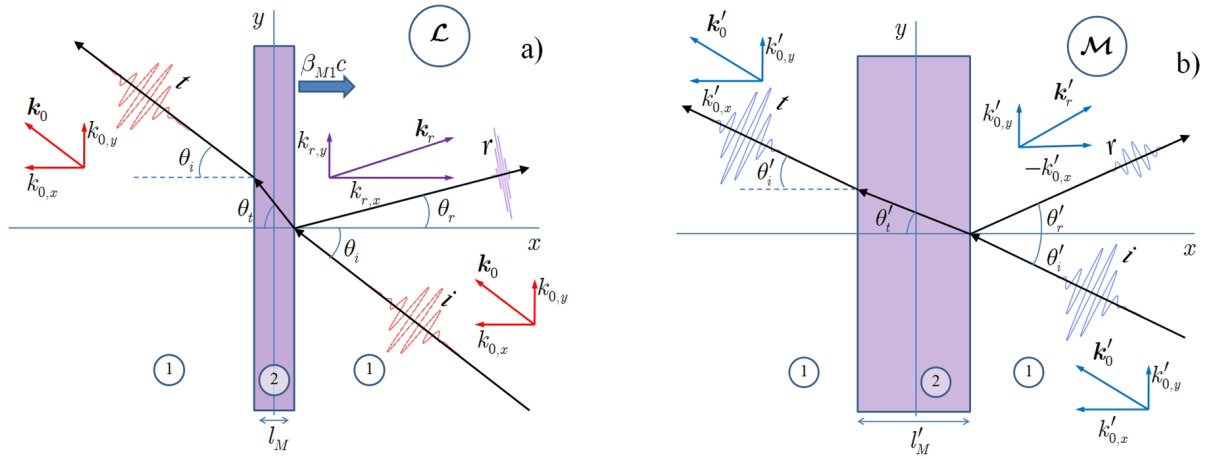 y
𝓛
a)
β_{M1}c
t
k_0
k_{0,y}
k_{0,x}
θ_i
k_{r,y}
k_r
k_{r,x}
r
θ_t
θ_r
x
θ_i
k_0
k_{0,y}
i
k_{0,x}
1
2
1
l_M
y
𝓜
b)
k′_0
k′_{0,y}
k′_{0,x}
t
k′_{0,y}
k′_r
−k′_{0,x}
r
θ′_i
θ′_t
θ′_r
x
θ′_i
i
k′_0
k′_{0,y}
k′_{0,x}
1
2
1
l′_M